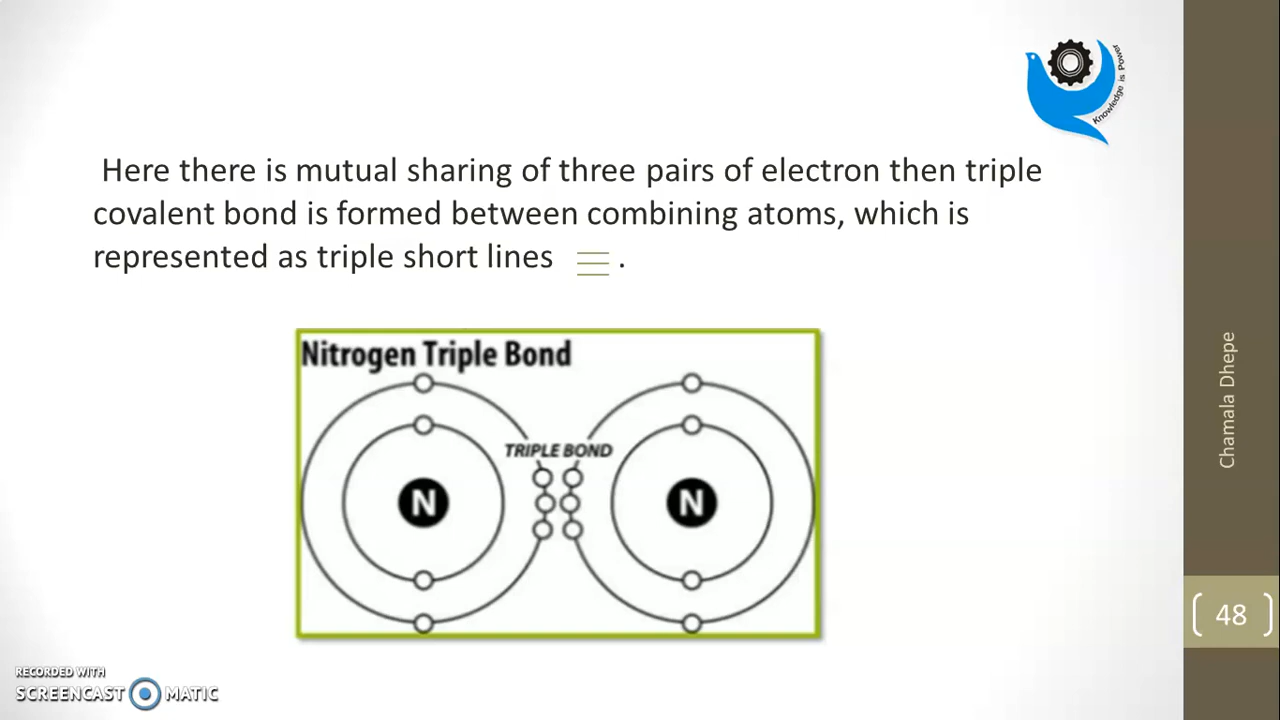 Knowledge is Power
Here there is mutual sharing of three pairs of electron then triple
covalent bond is formed between combining atoms, which is
represented as triple short lines .
Nitrogen Triple Bond
TRIPLE BOND
N N
Chamala Dhepe
48
RECORDED WITH
SCREENCAST MATIC